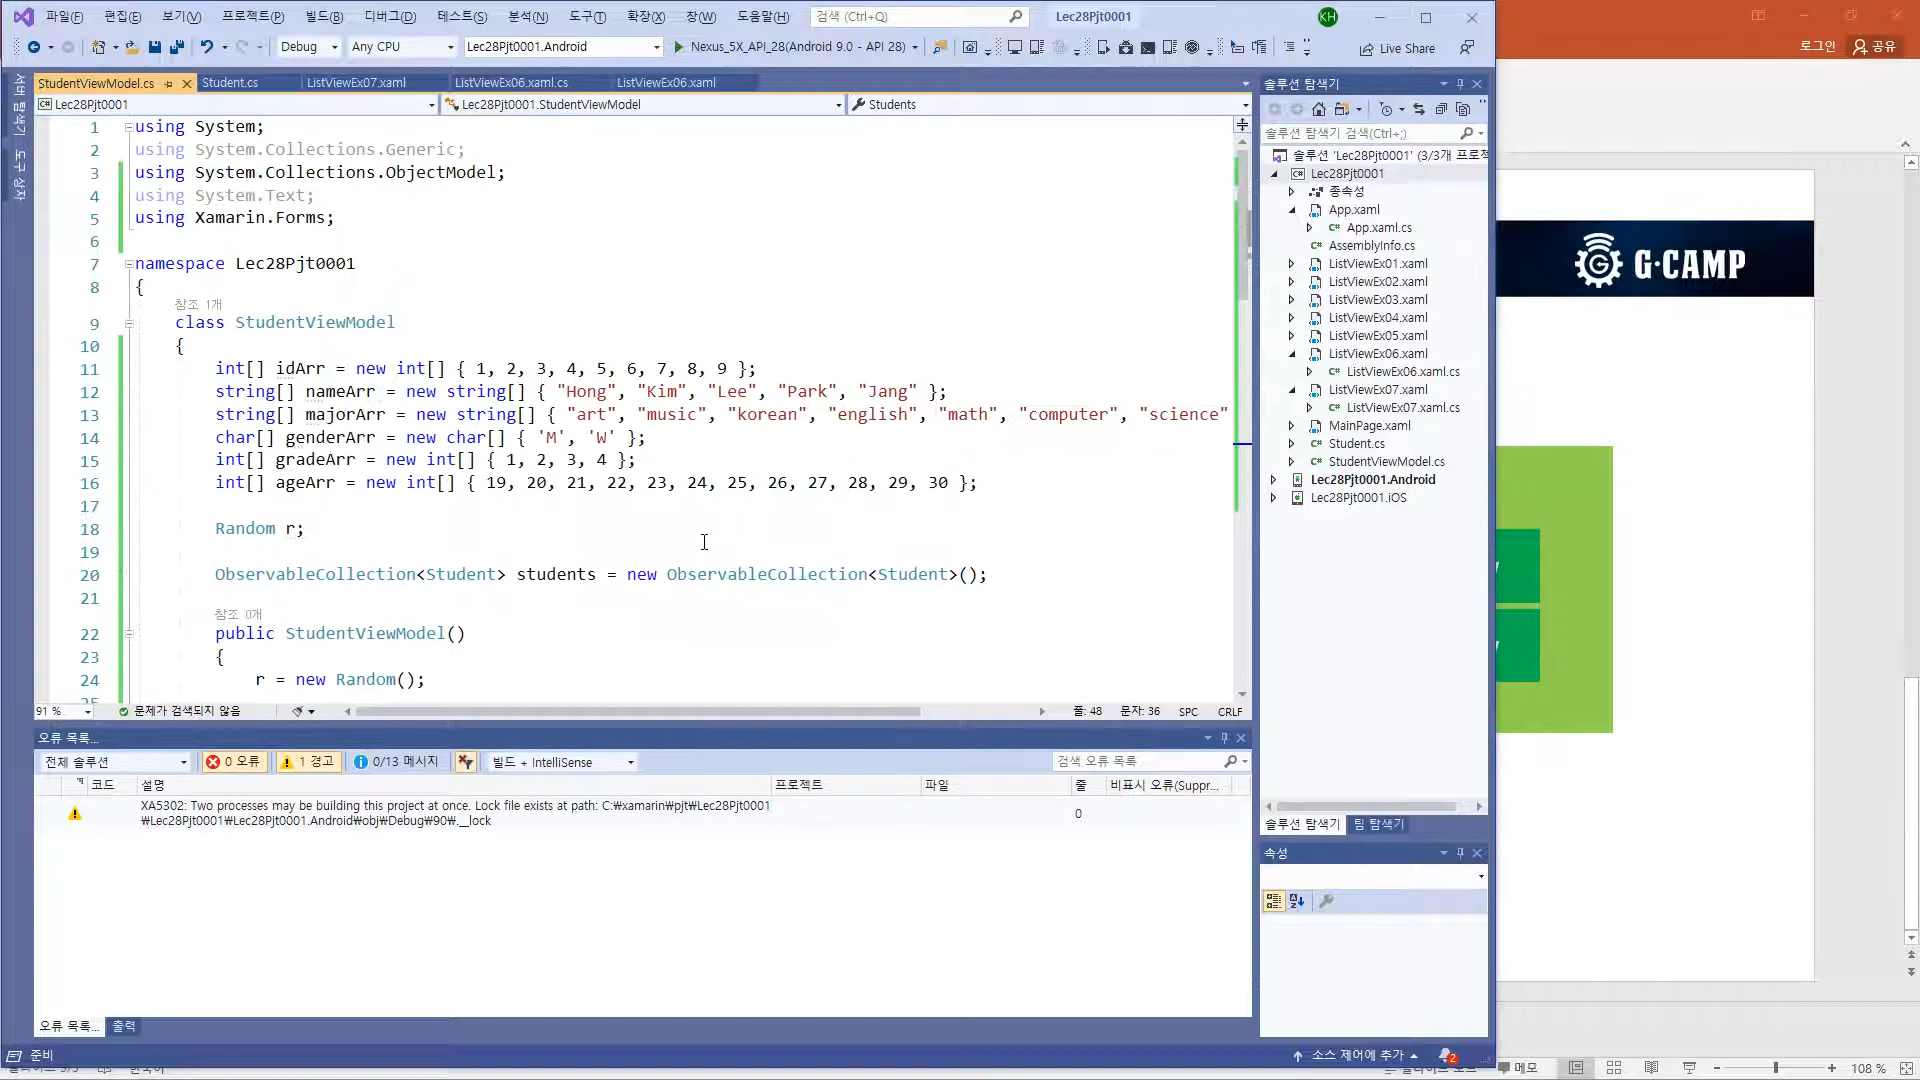 파일(F) 편집(E) 보기(V) 프로젝트(P) 빌드(B) 디버그(D) 테스트(S) 분석(N) 도구(T) 확장(X) 창(W) 도움말(H) 검색 (Ctrl+Q) Lec28Pjt0001 KH
로그인 공유
Debug Any CPU Lec28Pjt0001.Android Nexus_5X_API_28(Android 9.0 - API 28) Live Share
서버 탐색기
도구 상자
StudentViewModel.cs Student.cs ListViewEx07.xaml ListViewEx06.xaml.cs ListViewEx06.xaml
Lec28Pjt0001 Lec28Pjt0001.StudentViewModel Students
1 using System;
2 using System.Collections.Generic;
3 using System.Collections.ObjectModel;
4 using System.Text;
5 using Xamarin.Forms;
6
7 namespace Lec28Pjt0001
8 {
참조 1개
9 class StudentViewModel
10 {
11 int[] idArr = new int[] { 1, 2, 3, 4, 5, 6, 7, 8, 9 };
12 string[] nameArr = new string[] { "Hong", "Kim", "Lee", "Park", "Jang" };
13 string[] majorArr = new string[] { "art", "music", "korean", "english", "math", "computer", "science"
14 char[] genderArr = new char[] { 'M', 'W' };
15 int[] gradeArr = new int[] { 1, 2, 3, 4 };
16 int[] ageArr = new int[] { 19, 20, 21, 22, 23, 24, 25, 26, 27, 28, 29, 30 };
17
18 Random r;
19
20 ObservableCollection<Student> students = new ObservableCollection<Student>();
21
참조 0개
22 public StudentViewModel()
23 {
24 r = new Random();
91 % 문제가 검색되지 않음 줄: 48 문자: 36 SPC CRLF
오류 목록...
전체 솔루션 0 오류 1 경고 0/13 메시지 빌드 + IntelliSense 검색 오류 목록
코드 설명 프로젝트 파일 줄 비표시 오류(Suppr...
XA5302: Two processes may be building this project at once. Lock file exists at path: C:₩xamarin₩pjt₩Lec28Pjt0001 0
₩Lec28Pjt0001₩Lec28Pjt0001.Android₩obj₩Debug₩90₩.__lock
오류 목록... 출력
준비 소스 제어에 추가 2
솔루션 탐색기
솔루션 탐색기 검색(Ctrl+;)
솔루션 'Lec28Pjt0001' (3/3개 프로젝
Lec28Pjt0001
종속성
App.xaml
App.xaml.cs
AssemblyInfo.cs
ListViewEx01.xaml
ListViewEx02.xaml
ListViewEx03.xaml
ListViewEx04.xaml
ListViewEx05.xaml
ListViewEx06.xaml
ListViewEx06.xaml.cs
ListViewEx07.xaml
ListViewEx07.xaml.cs
MainPage.xaml
Student.cs
StudentViewModel.cs
Lec28Pjt0001.Android
Lec28Pjt0001.iOS
솔루션 탐색기 팀 탐색기
속성
G·CAMP
메모 108 %